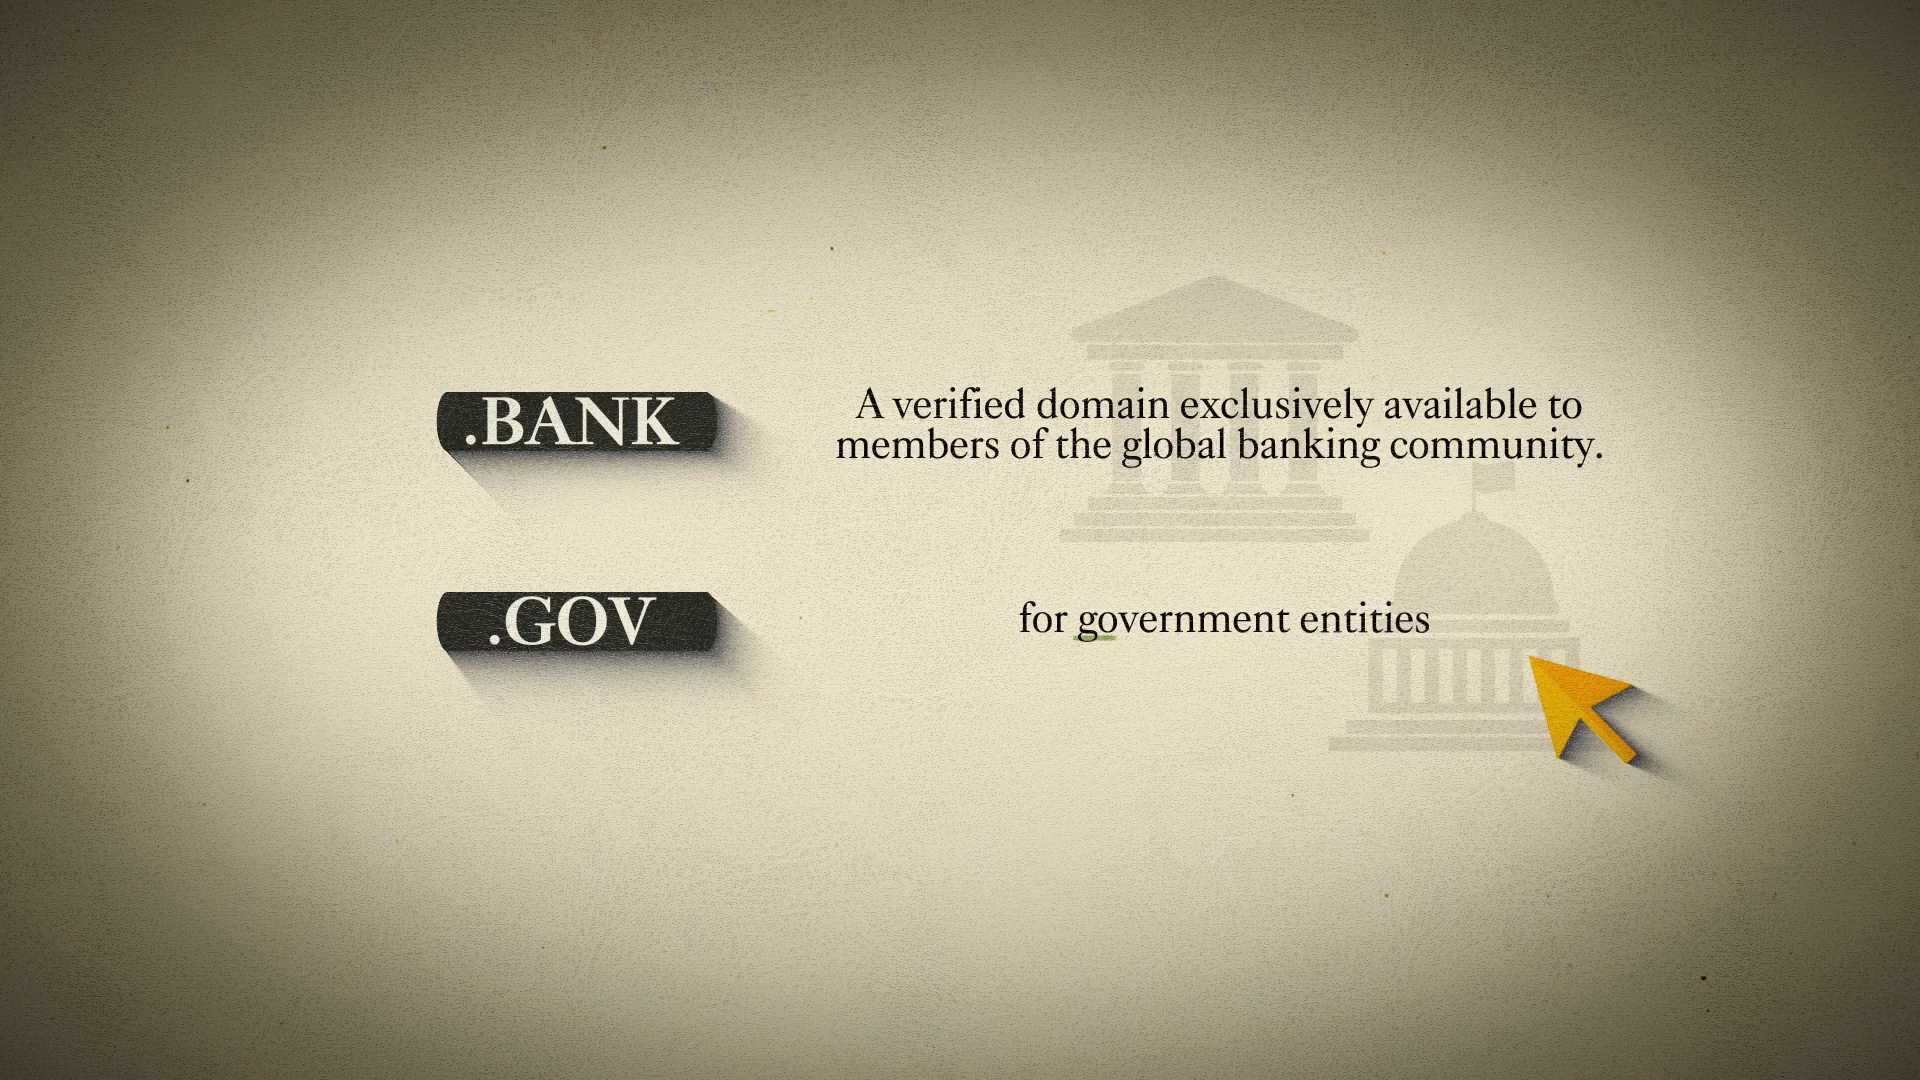 .BANK
A verified domain exclusively available to
members of the global banking community.
.GOV
for government entities